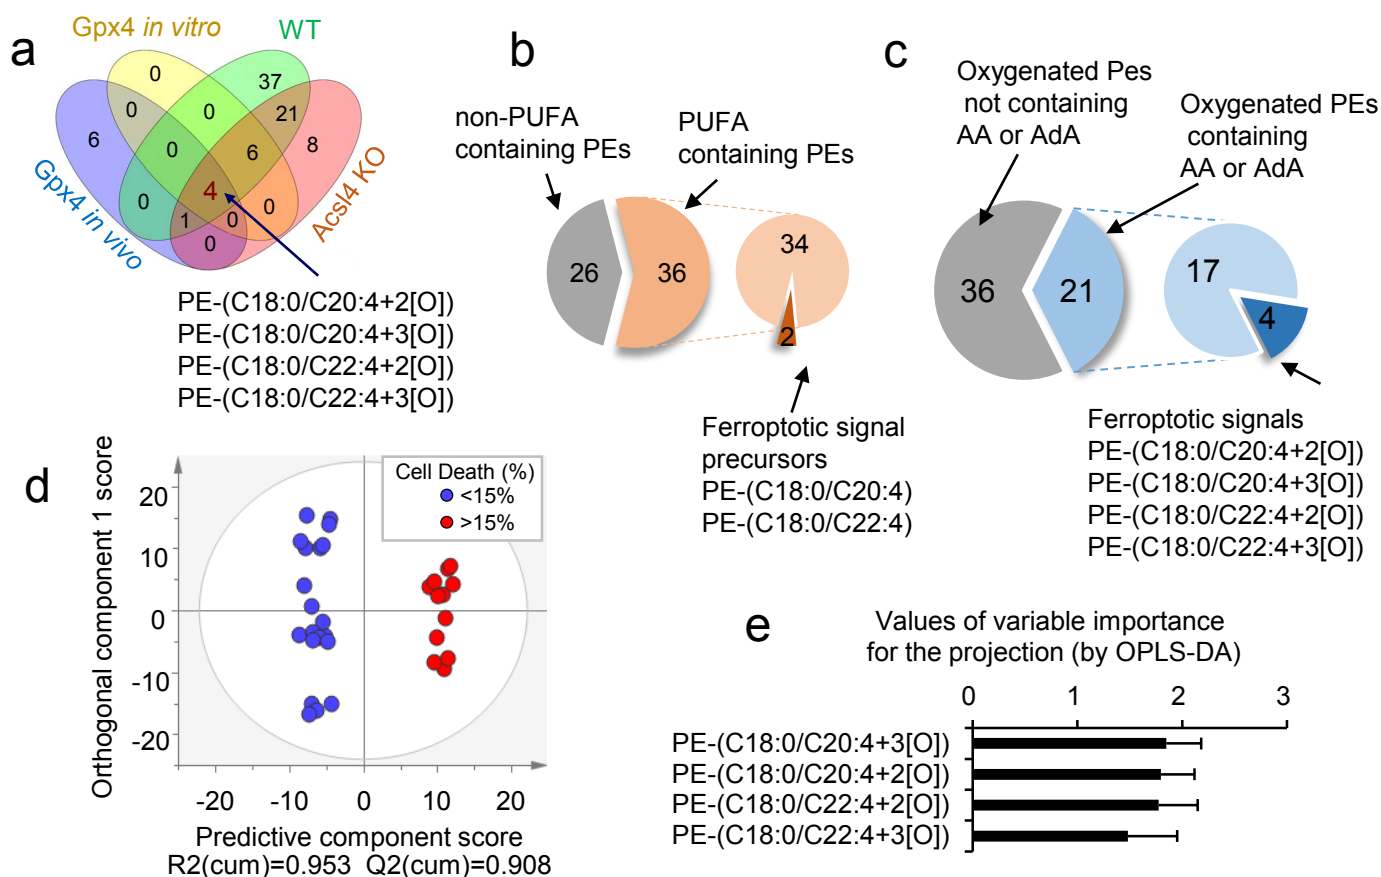 a
Gpx4 in vitro
WT
Gpx4 in vivo
Acsl4 KO
0
37
0
0
21
6
0
6
8
4
0
1
0
0
0
PE-(C18:0/C20:4+2[O])
PE-(C18:0/C20:4+3[O])
PE-(C18:0/C22:4+2[O])
PE-(C18:0/C22:4+3[O])
b
non-PUFA
containing PEs
PUFA
containing PEs
26
36
34
2
Ferroptotic signal
precursors
PE-(C18:0/C20:4)
PE-(C18:0/C22:4)
c
Oxygenated Pes
not containing
AA or AdA
Oxygenated PEs
containing
AA or AdA
36
21
17
4
Ferroptotic signals
PE-(C18:0/C20:4+2[O])
PE-(C18:0/C20:4+3[O])
PE-(C18:0/C22:4+2[O])
PE-(C18:0/C22:4+3[O])
d
Orthogonal component 1 score
20
10
0
-10
-20
Cell Death (%)
<15%
>15%
-20 -10 0 10 20
Predictive component score
R2(cum)=0.953 Q2(cum)=0.908
e
Values of variable importance
for the projection (by OPLS-DA)
0 1 2 3
PE-(C18:0/C20:4+3[O])
PE-(C18:0/C20:4+2[O])
PE-(C18:0/C22:4+2[O])
PE-(C18:0/C22:4+3[O])